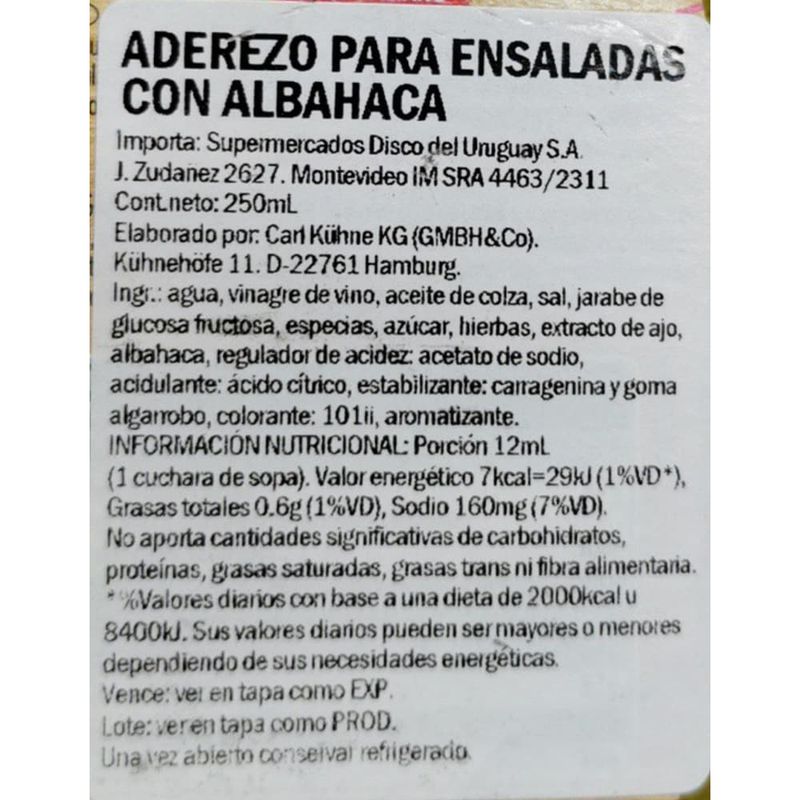 ADEREZO PARA ENSALADAS
CON ALBAHACA
Importa: Supermercados Disco del Uruguay S.A.
J. Zudañez 2627. Montevideo IM SRA 4463/2311
Cont.neto: 250mL
Elaborado por: Carl Kühne KG (GMBH&Co).
Kühnehöfe 11. D-22761 Hamburg.
Ingr.: agua, vinagre de vino, aceite de colza, sal, jarabe de
glucosa fructosa, especias, azúcar, hierbas, extracto de ajo,
albahaca, regulador de acidez: acetato de sodio,
acidulante: ácido cítrico, estabilizante: carragenina y goma
algarrobo, colorante: 101ii, aromatizante.
INFORMACIÓN NUTRICIONAL: Porción 12mL
(1 cuchara de sopa). Valor energético 7kcal=29kJ (1%VD*),
Grasas totales 0.6g (1%VD), Sodio 160mg (7%VD).
No aporta cantidades significativas de carbohidratos,
proteínas, grasas saturadas, grasas trans ni fibra alimentaria.
*%Valores diarios con base a una dieta de 2000kcal u
8400kJ. Sus valores diarios pueden ser mayores o menores
dependiendo de sus necesidades energéticas.
Vence: ver en tapa como EXP.
Lote: ver en tapa como PROD.
Una vez abierto conservar refrigerado.